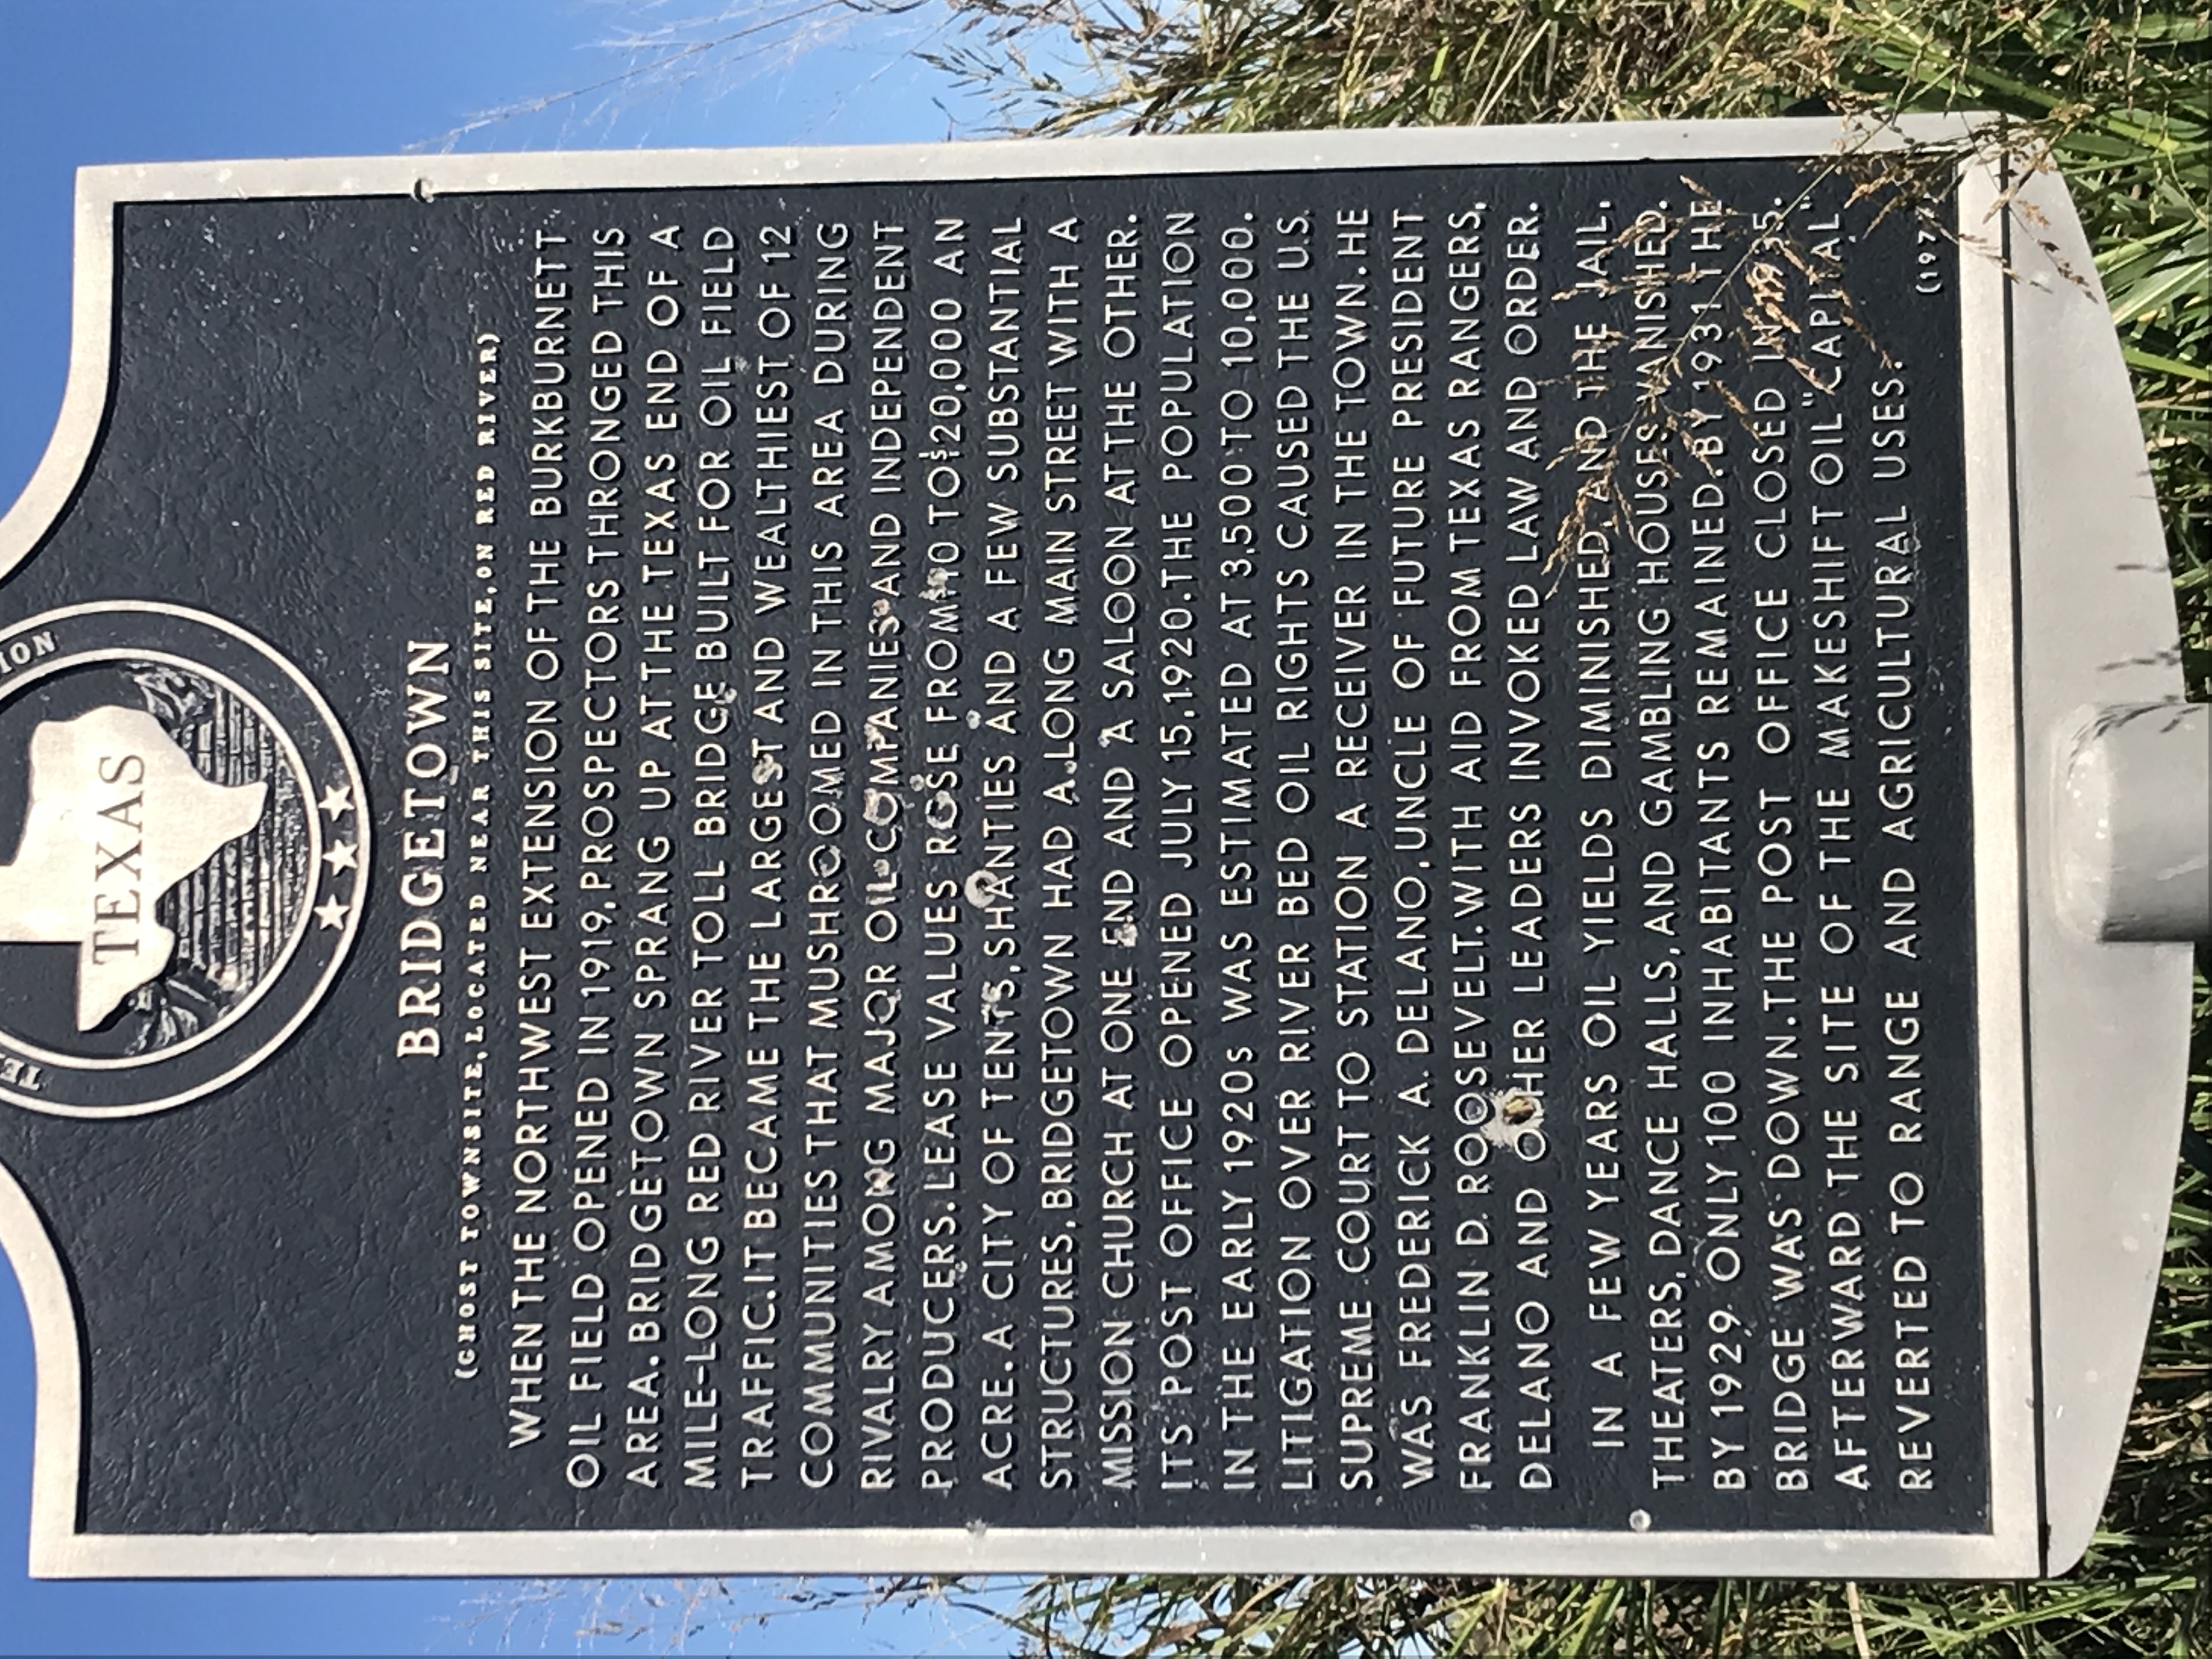 TEXAS
BRIDGETOWN
(GHOST TOWNSITE, LOCATED NEAR THIS SITE, ON RED RIVER)
WHEN THE NORTHWEST EXTENSION OF THE BURKBURNETT
OIL FIELD OPENED IN 1919, PROSPECTORS THRONGED THIS
AREA. BRIDGETOWN SPRANG UP AT THE TEXAS END OF A
MILE-LONG RED RIVER TOLL BRIDGE BUILT FOR OIL FIELD
TRAFFIC. IT BECAME THE LARGEST AND WEALTHIEST OF 12
COMMUNITIES THAT MUSHROOMED IN THIS AREA DURING
RIVALRY AMONG MAJOR OIL COMPANIES AND INDEPENDENT
PRODUCERS. LEASE VALUES ROSE FROM TO $20,000 AN
ACRE. A CITY OF TENTS, SHANTIES AND A FEW SUBSTANTIAL
STRUCTURES, BRIDGETOWN HAD A LONG MAIN STREET WITH A
MISSION CHURCH AT ONE END AND A SALOON AT THE OTHER.
ITS POST OFFICE OPENED JULY 15, 1920. THE POPULATION
IN THE EARLY 1920s WAS ESTIMATED AT 3,500 TO 10,000.
LITIGATION OVER RIVER BED OIL RIGHTS CAUSED THE U.S.
SUPREME COURT TO STATION A RECEIVER IN THE TOWN. HE
WAS FREDERICK A. DELANO, UNCLE OF FUTURE PRESIDENT
FRANKLIN D. ROOSEVELT. WITH AID FROM TEXAS RANGERS,
DELANO AND OTHER LEADERS INVOKED LAW AND ORDER.
IN A FEW YEARS OIL YIELDS DIMINISHED, AND THE JAIL,
THEATERS, DANCE HALLS, AND GAMBLING HOUSES VANISHED.
BY 1929 ONLY 100 INHABITANTS REMAINED. BY 1931 THE
BRIDGE WAS DOWN. THE POST OFFICE CLOSED IN 1935.
AFTERWARD THE SITE OF THE MAKESHIFT OIL "CAPITAL"
REVERTED TO RANGE AND AGRICULTURAL USES.